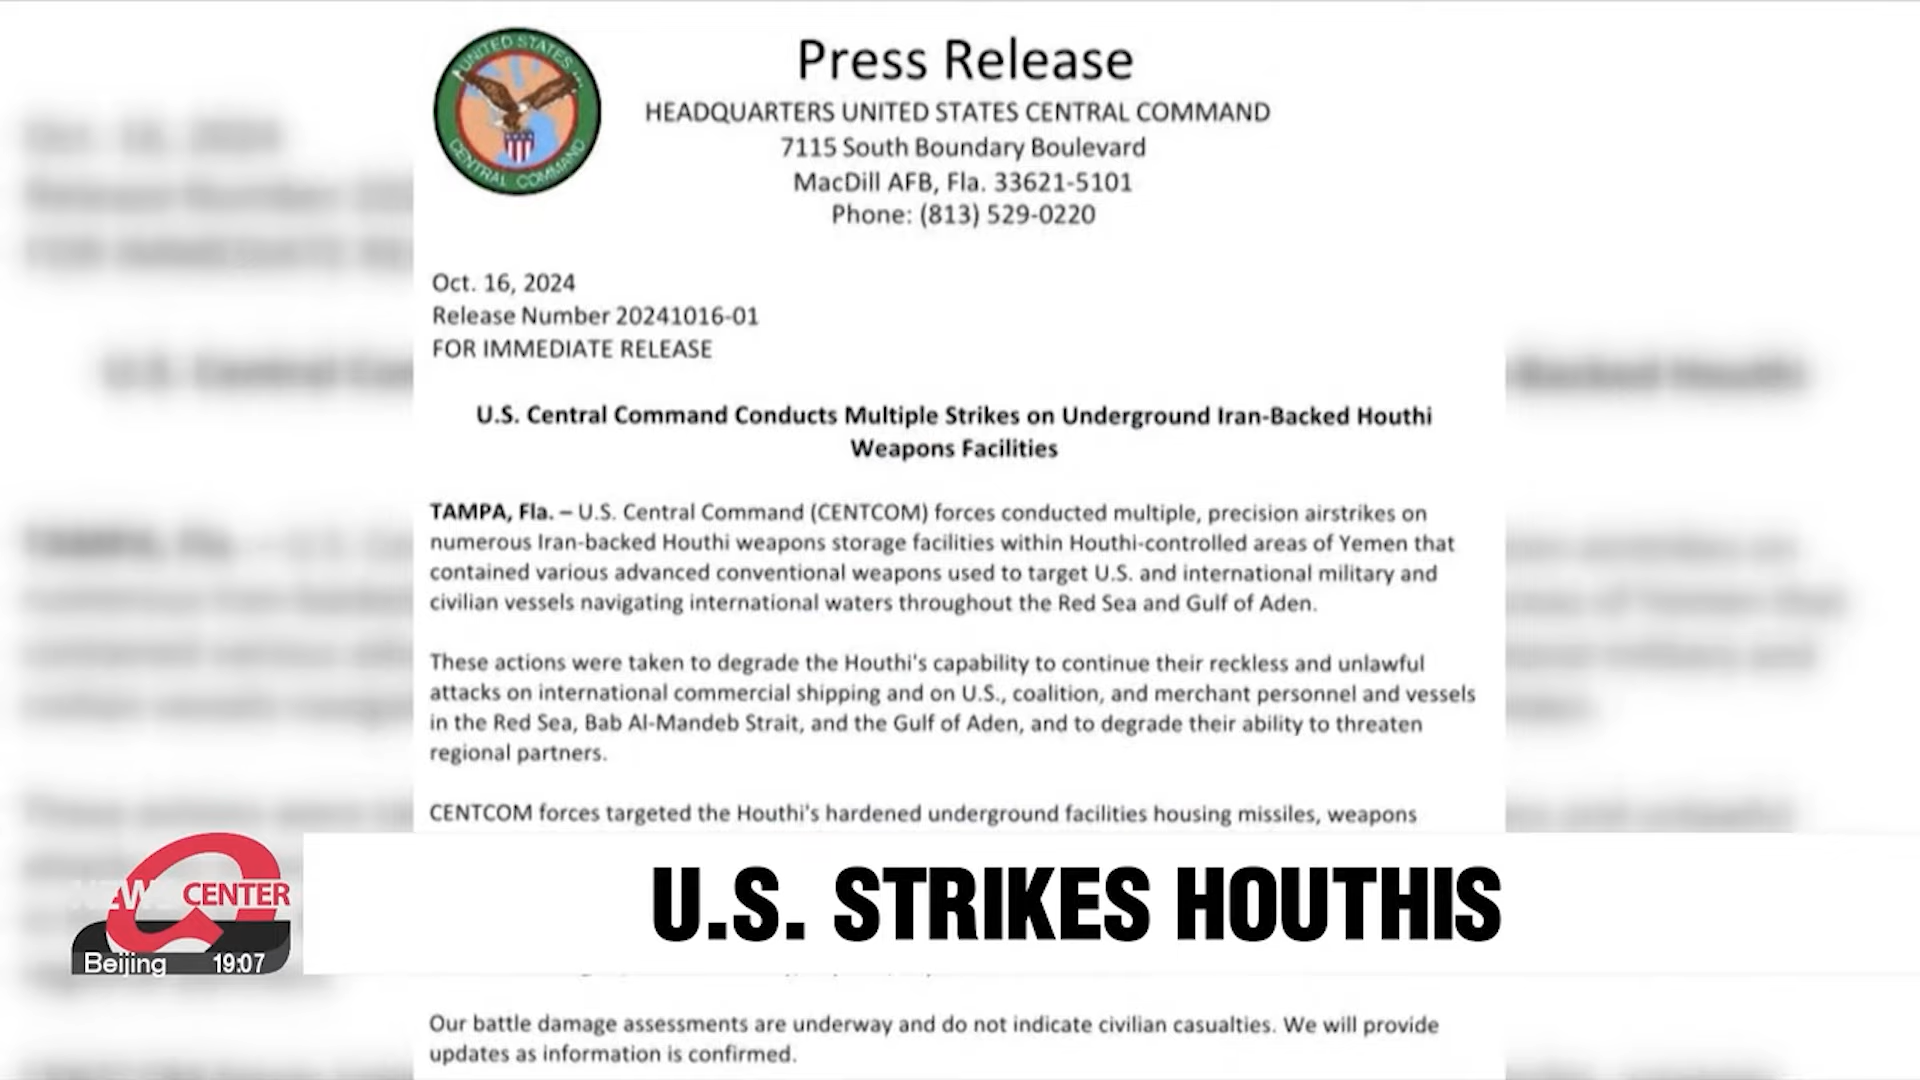 UNITED STATES
CENTRAL COMMAND
Press Release
HEADQUARTERS UNITED STATES CENTRAL COMMAND
7115 South Boundary Boulevard
MacDill AFB, Fla. 33621-5101
Phone: (813) 529-0220
Oct. 16, 2024
Release Number 20241016-01
FOR IMMEDIATE RELEASE
U.S. Central Command Conducts Multiple Strikes on Underground Iran-Backed Houthi
Weapons Facilities
TAMPA, Fla. – U.S. Central Command (CENTCOM) forces conducted multiple, precision airstrikes on
numerous Iran-backed Houthi weapons storage facilities within Houthi-controlled areas of Yemen that
contained various advanced conventional weapons used to target U.S. and international military and
civilian vessels navigating international waters throughout the Red Sea and Gulf of Aden.
These actions were taken to degrade the Houthi's capability to continue their reckless and unlawful
attacks on international commercial shipping and on U.S., coalition, and merchant personnel and vessels
in the Red Sea, Bab Al-Mandeb Strait, and the Gulf of Aden, and to degrade their ability to threaten
regional partners.
CENTCOM forces targeted the Houthi's hardened underground facilities housing missiles, weapons
NEWS CENTER
Beijing 19:07
U.S. STRIKES HOUTHIS
Our battle damage assessments are underway and do not indicate civilian casualties. We will provide
updates as information is confirmed.